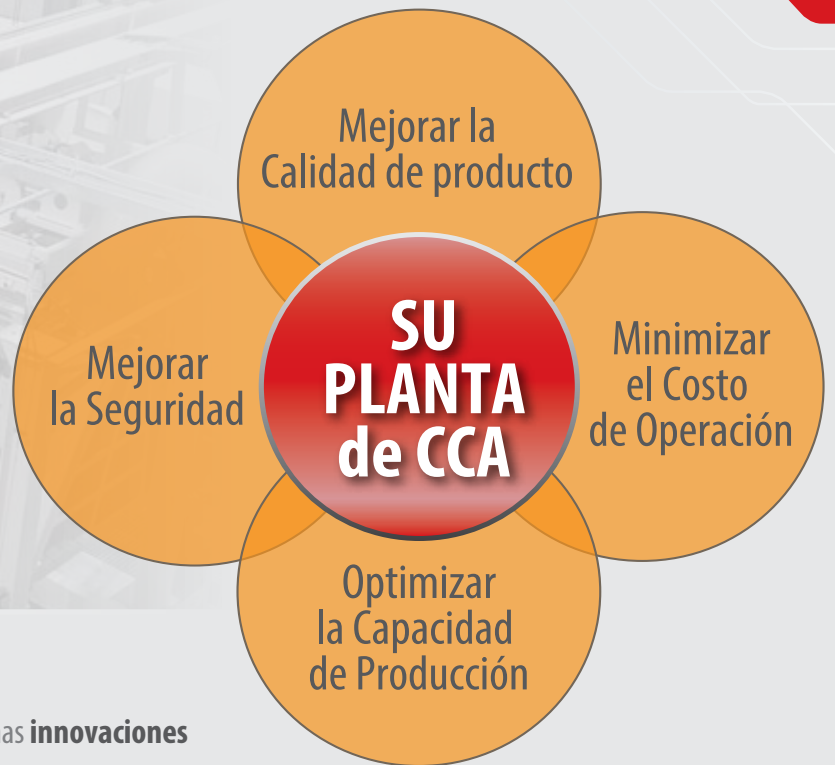 Mejorar la
Calidad de producto
Mejorar
la Seguridad
SU
PLANTA
de CCA
Minimizar
el Costo
de Operación
Optimizar
la Capacidad
de Producción
innovaciones